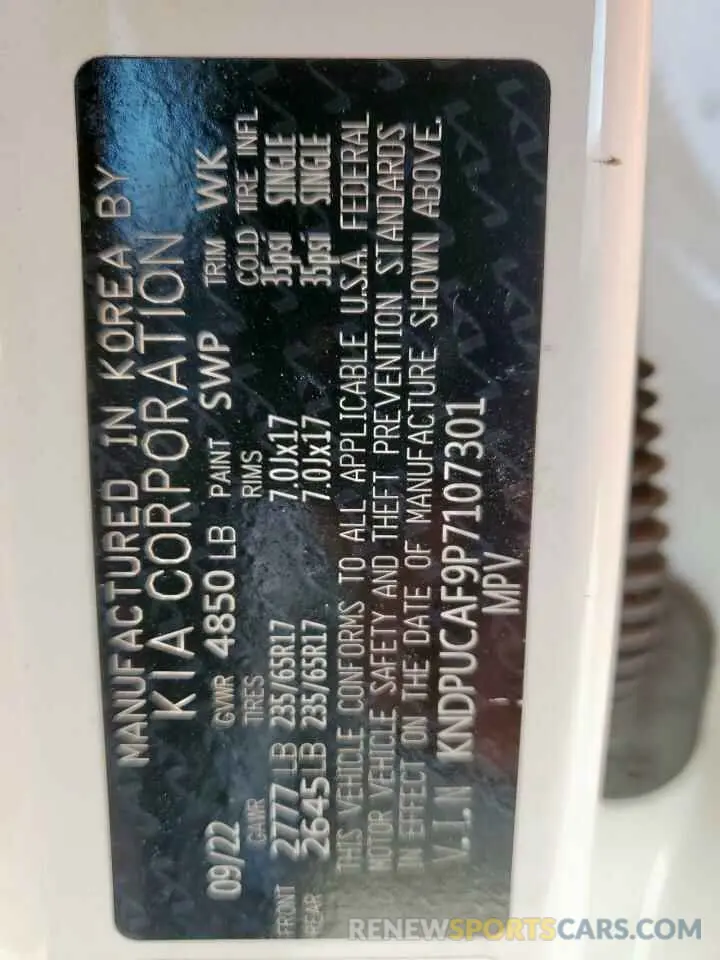 MANUFACTURED IN KOREA BY
KIA CORPORATION
09/22 GVWR 4850 LB PAINT SWP TRIM WK
GAWR TIRES RIMS COLD TIRE INFL
FRONT 2777 LB 235/65R17 7.0JX17 35psi SINGLE
REAR 2645 LB 235/65R17 7.0JX17 35psi SINGLE
THIS VEHICLE CONFORMS TO ALL APPLICABLE U.S.A. FEDERAL
MOTOR VEHICLE SAFETY AND THEFT PREVENTION STANDARDS
IN EFFECT ON THE DATE OF MANUFACTURE SHOWN ABOVE.
V.I.N KNDPUCAF9P7107301
MPV
RENEWSPORTSCARS.COM